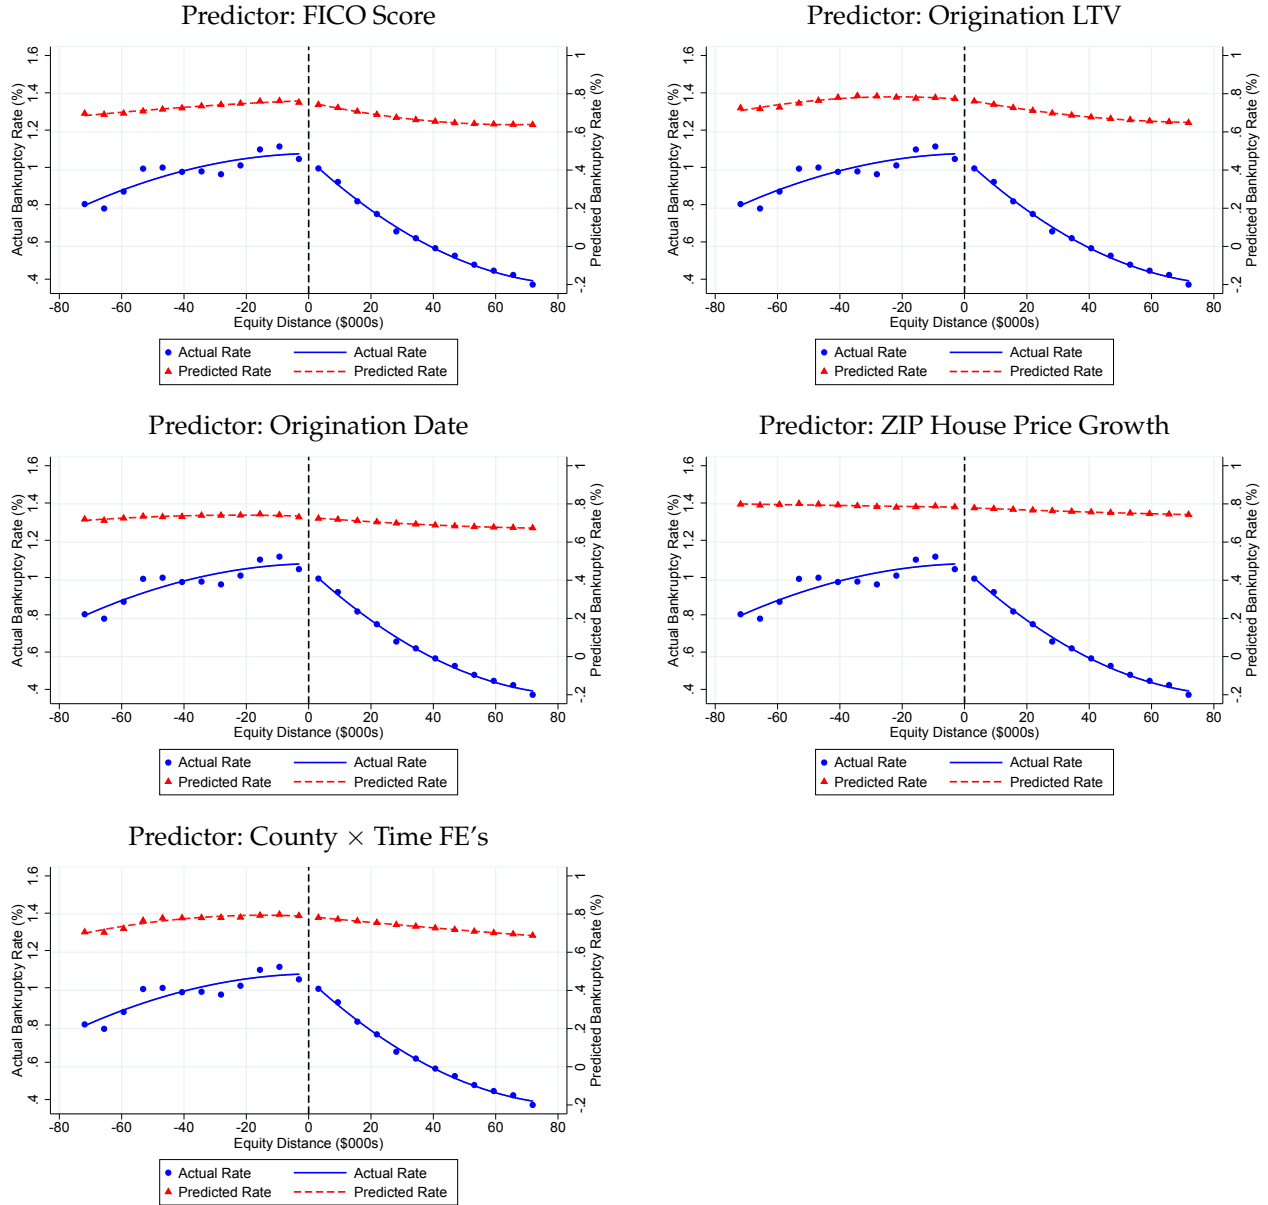 Predictor: FICO Score
Actual Bankruptcy Rate (%)
.4 .6 .8 1 1.2 1.4 1.6
Predicted Bankruptcy Rate (%)
-.2 0 .2 .4 .6 .8 1
-80 -60 -40 -20 0 20 40 60 80
Equity Distance ($000s)
Actual Rate Actual Rate
Predicted Rate Predicted Rate
Predictor: Origination LTV
Actual Bankruptcy Rate (%)
.4 .6 .8 1 1.2 1.4 1.6
Predicted Bankruptcy Rate (%)
-.2 0 .2 .4 .6 .8 1
-80 -60 -40 -20 0 20 40 60 80
Equity Distance ($000s)
Actual Rate Actual Rate
Predicted Rate Predicted Rate
Predictor: Origination Date
Actual Bankruptcy Rate (%)
.4 .6 .8 1 1.2 1.4 1.6
Predicted Bankruptcy Rate (%)
-.2 0 .2 .4 .6 .8 1
-80 -60 -40 -20 0 20 40 60 80
Equity Distance ($000s)
Actual Rate Actual Rate
Predicted Rate Predicted Rate
Predictor: ZIP House Price Growth
Actual Bankruptcy Rate (%)
.4 .6 .8 1 1.2 1.4 1.6
Predicted Bankruptcy Rate (%)
-.2 0 .2 .4 .6 .8 1
-80 -60 -40 -20 0 20 40 60 80
Equity Distance ($000s)
Actual Rate Actual Rate
Predicted Rate Predicted Rate
Predictor: County × Time FE's
Actual Bankruptcy Rate (%)
.4 .6 .8 1 1.2 1.4 1.6
Predicted Bankruptcy Rate (%)
-.2 0 .2 .4 .6 .8 1
-80 -60 -40 -20 0 20 40 60 80
Equity Distance ($000s)
Actual Rate Actual Rate
Predicted Rate Predicted Rate